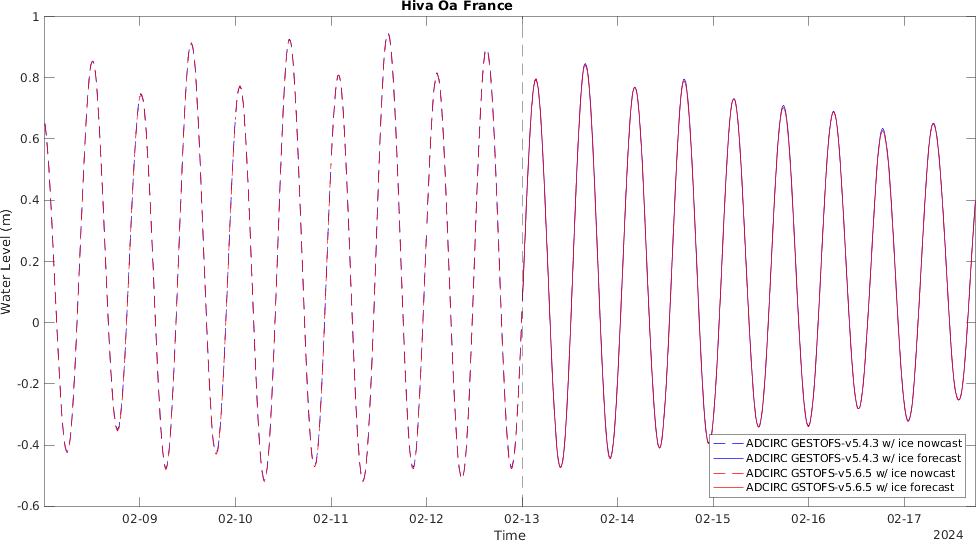 Hiva Oa France
1
0.8
0.6
0.4
0.2
0
-0.2
-0.4
-0.6
Water Level (m)
ADCIRC GESTOFS-v5.4.3 w/ ice nowcast
ADCIRC GESTOFS-v5.4.3 w/ ice forecast
ADCIRC GSTOFS-v5.6.5 w/ ice nowcast
ADCIRC GSTOFS-v5.6.5 w/ ice forecast
02-09 02-10 02-11 02-12 02-13 02-14 02-15 02-16 02-17
Time
2024